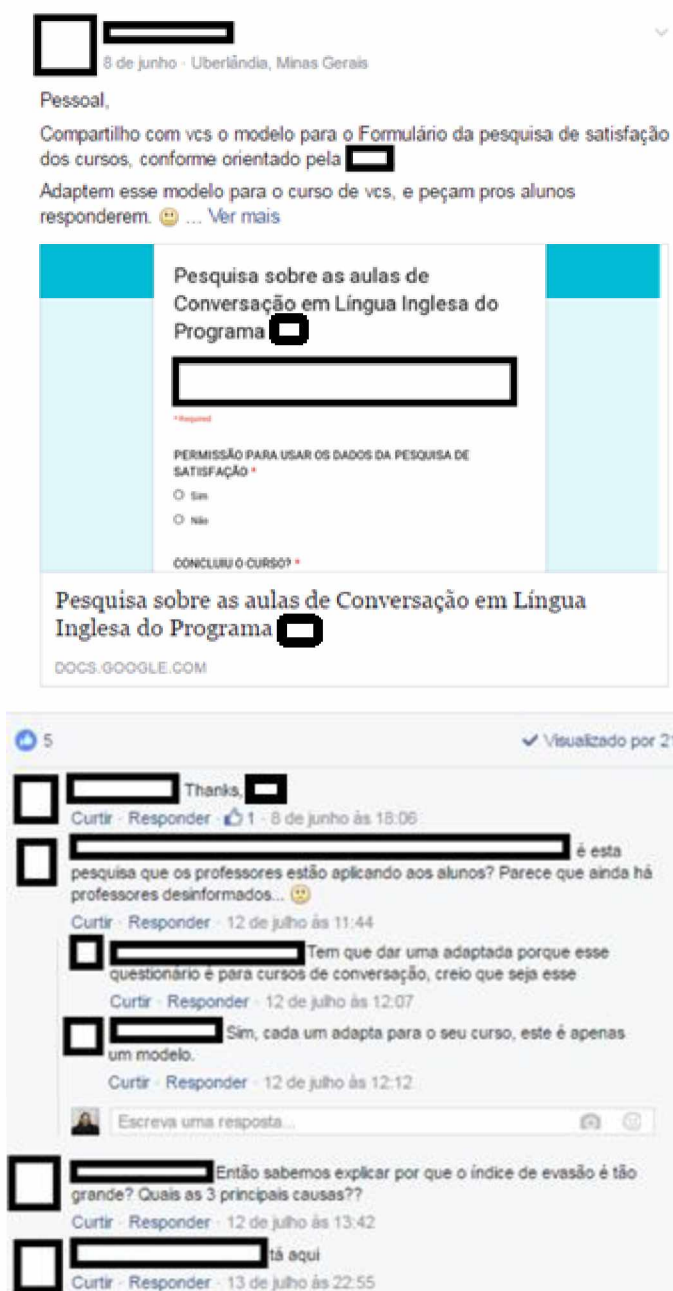 8 de junho · Uberlândia, Minas Gerais
Pessoal,
Compartilho com vcs o modelo para o Formulário da pesquisa de satisfação
dos cursos, conforme orientado pela
Adaptem esse modelo para o curso de vcs, e peçam pros alunos
responderem. 🙂 ... Ver mais
Pesquisa sobre as aulas de
Conversação em Língua Inglesa do
Programa
* Required
PERMISSÃO PARA USAR OS DADOS DA PESQUISA DE
SATISFAÇÃO *
Sim
Não
CONCLUIU O CURSO? *
Pesquisa sobre as aulas de Conversação em Língua
Inglesa do Programa
DOCS.GOOGLE.COM
5 Visualizado por 21
Thanks,
Curtir · Responder · 1 · 8 de junho às 18:06
é esta
pesquisa que os professores estão aplicando aos alunos? Parece que ainda há
professores desinformados... 🙁
Curtir · Responder · 12 de julho às 11:44
Tem que dar uma adaptada porque esse
questionário é para cursos de conversação, creio que seja esse
Curtir · Responder · 12 de julho às 12:07
Sim, cada um adapta para o seu curso, este é apenas
um modelo.
Curtir · Responder · 12 de julho às 12:12
Escreva uma resposta...
Então sabemos explicar por que o índice de evasão é tão
grande? Quais as 3 principais causas??
Curtir · Responder · 12 de julho às 13:42
tá aqui
Curtir · Responder · 13 de julho às 22:55